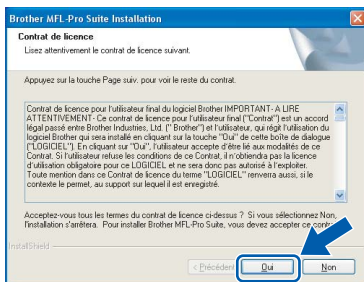 Brother MFL-Pro Suite Installation
Contrat de licence
Lisez attentivement le contrat de licence suivant.
Appuyez sur la touche Page suiv. pour voir le reste du contrat.
Contrat de licence pour l'utilisateur final du logiciel Brother IMPORTANT- A LIRE
ATTENTIVEMENT- Ce contrat de licence pour l'utilisateur final ("Contrat") est un accord
légal passé entre Brother Industries, Ltd. (" Brother") et l'utilisateur, qui régit l'utilisation du
logiciel Brother qui sera installé en cliquant sur la touche "Oui" de cette boîte de dialogue
("LOGICIEL"). En cliquant sur "Oui", l'utilisateur accepte d'être lié aux modalités de ce
Contrat. Si l'utilisateur refuse les conditions de ce Contrat, il n'obtiendra pas la licence
d'utilisation obligatoire pour ce LOGICIEL et ne sera donc pas autorisé à l'exploiter.
Toute mention dans ce Contrat de licence du terme "LOGICIEL" renverra aussi, si le
contexte le permet, au support sur lequel il est enregistré.
Acceptez-vous tous les termes du contrat de licence ci-dessus ? Si vous sélectionnez Non,
l'installation s'arrêtera. Pour installer Brother MFL-Pro Suite, vous devez accepter ce
InstallShield
< Précédent Oui Non